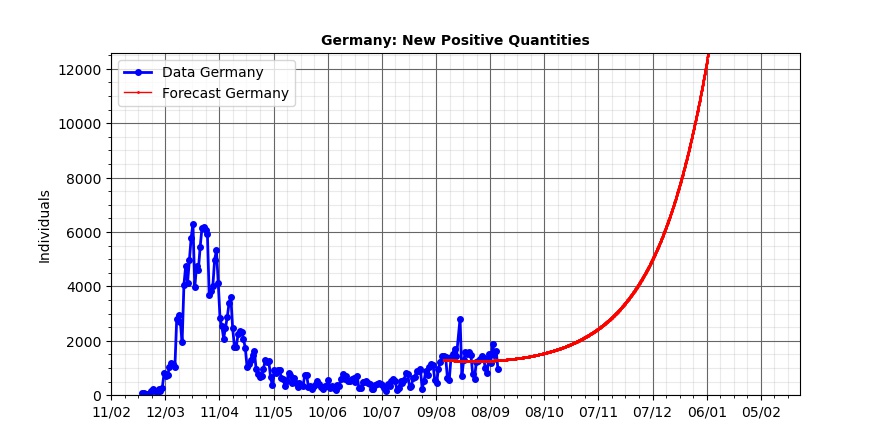 Germany: New Positive Quantities
Data Germany
Forecast Germany
Individuals
12000
10000
8000
6000
4000
2000
0
11/02 12/03 11/04 11/05 10/06 10/07 09/08 08/09 08/10 07/11 07/12 06/01 05/02